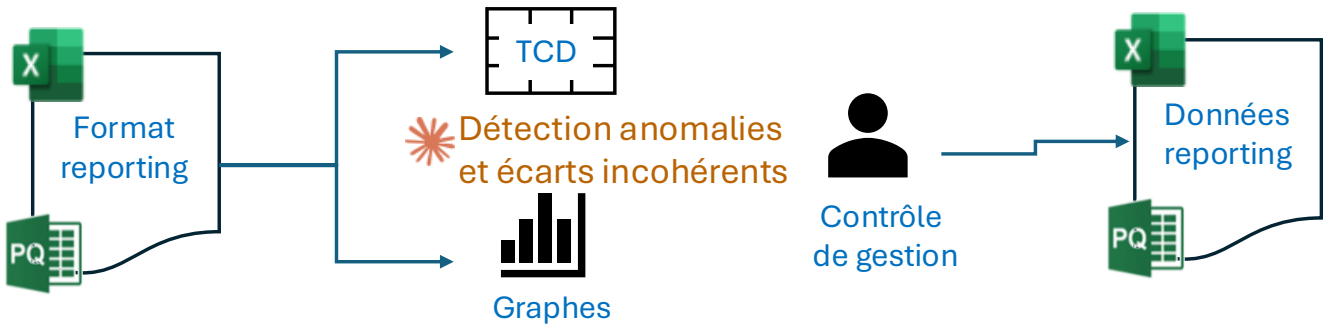 X
Format
reporting
PQ
TCD
Détection anomalies
et écarts incohérents
Graphes
Contrôle
de gestion
X
Données
reporting
PQ